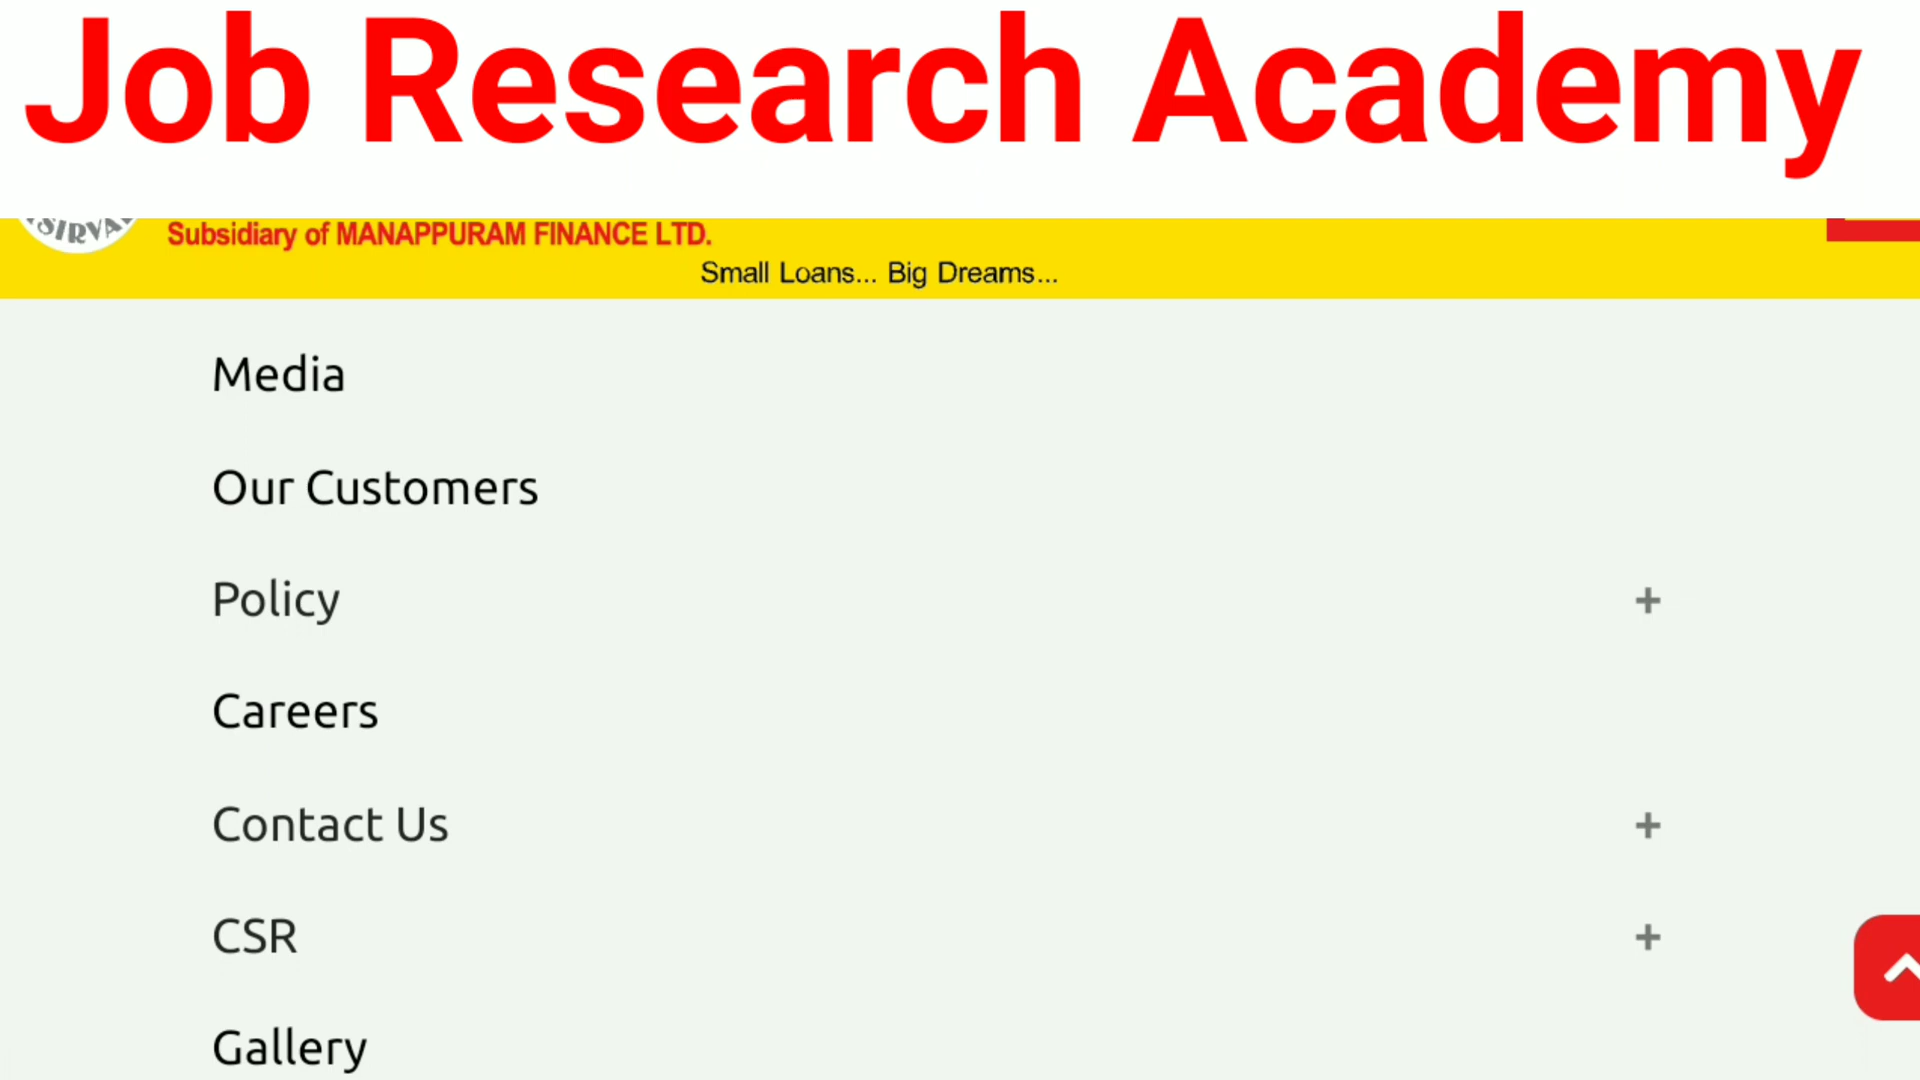 Job Research Academy
Subsidiary of MANAPPURAM FINANCE LTD.
Small Loans... Big Dreams...
Media
Our Customers
Policy +
Careers
Contact Us +
CSR +
Gallery